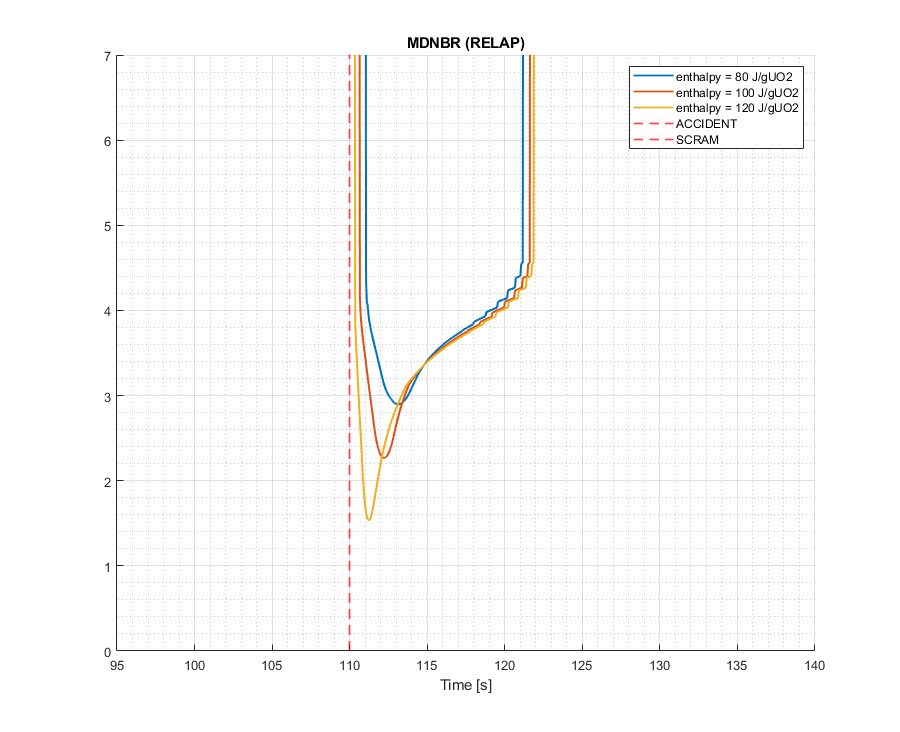 MDNBR (RELAP)
7
6
5
4
3
2
1
0
enthalpy = 80 J/gUO2
enthalpy = 100 J/gUO2
enthalpy = 120 J/gUO2
ACCIDENT
SCRAM
95 100 105 110 115 120 125 130 135 140
Time [s]